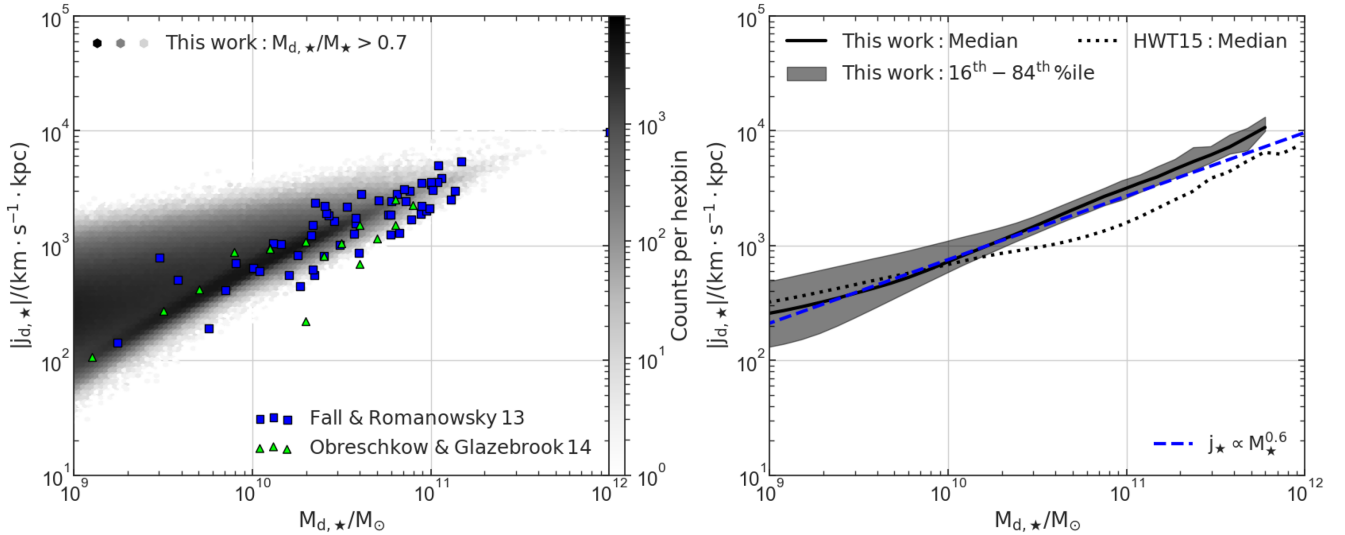 This work : M_d,★/M_★ > 0.7
10^5
10^4
10^3
10^2
10^1
|j_d,★|/(km · s^−1 · kpc)
10^9
10^10
10^11
10^12
M_d,★/M_⊙
Fall & Romanowsky 13
Obreschkow & Glazebrook 14
10^3
10^2
10^1
10^0
Counts per hexbin
This work : Median
HWT15 : Median
This work : 16^th − 84^th %ile
10^5
10^4
10^3
10^2
10^1
|j_d,★|/(km · s^−1 · kpc)
j_★ ∝ M_★^0.6
10^9
10^10
10^11
10^12
M_d,★/M_⊙